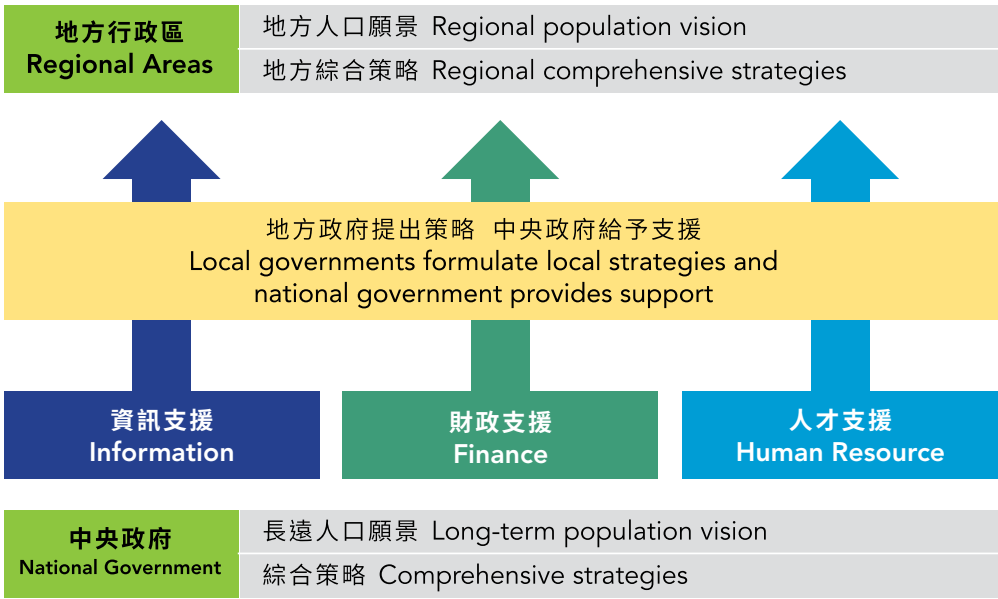 地方行政區
Regional Areas
地方人口願景 Regional population vision
地方綜合策略 Regional comprehensive strategies
地方政府提出策略 中央政府給予支援
Local governments formulate local strategies and
national government provides support
資訊支援
Information
財政支援
Finance
人才支援
Human Resource
中央政府
National Government
長遠人口願景 Long-term population vision
綜合策略 Comprehensive strategies